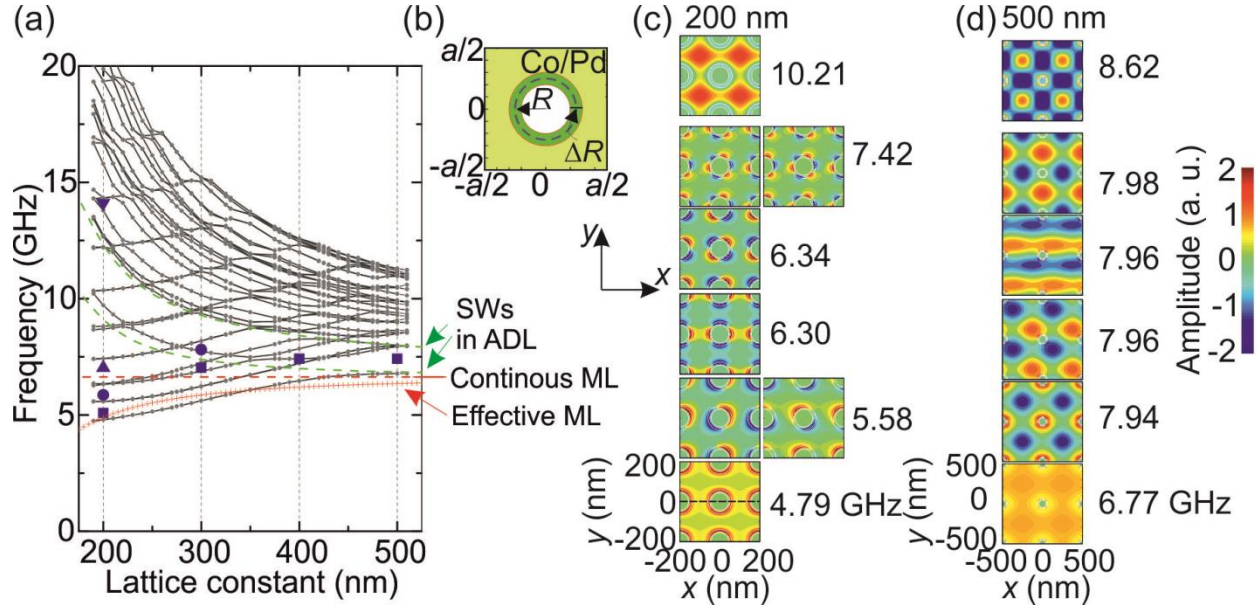 (a)
20
15
10
5
0
Frequency (GHz)
200 300 400 500
Lattice constant (nm)
SWs
in ADL
Continous ML
Effective ML
(b)
a/2
0
-a/2
-a/2 0 a/2
Co/Pd
R
ΔR
y
x
(c) 200 nm
10.21
7.42
6.34
6.30
5.58
4.79 GHz
200
0
-200
y (nm)
-200 0 200
x (nm)
(d) 500 nm
8.62
7.98
7.96
7.96
7.94
6.77 GHz
500
0
-500
-500 0 500
x (nm)
Amplitude (a. u.)
2
1
0
-1
-2